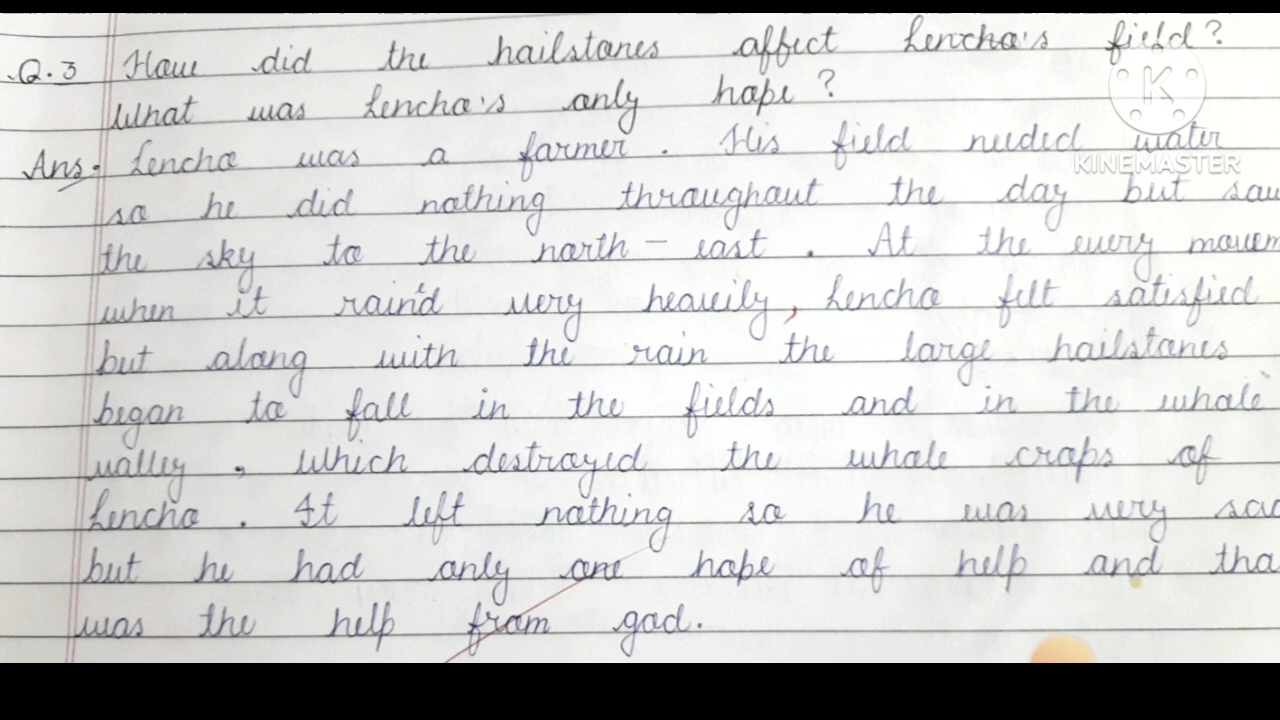 Q.3 How did the hailstones affect Lencho's field?
What was Lencho's only hope?
Ans. Lencho was a farmer. His field needed water
KINEMASTER
so he did nothing throughout the day but saw
the sky to the north-east. At the every movem
when it rain'd very heavily, Lencho felt satisfied
but along with the rain the large hailstones
began to fall in the fields and in the whole
valley, which destroyed the whole crops of
Lencho. It left nothing so he was very sad
but he had only one hope of help and tha
was the help from god.